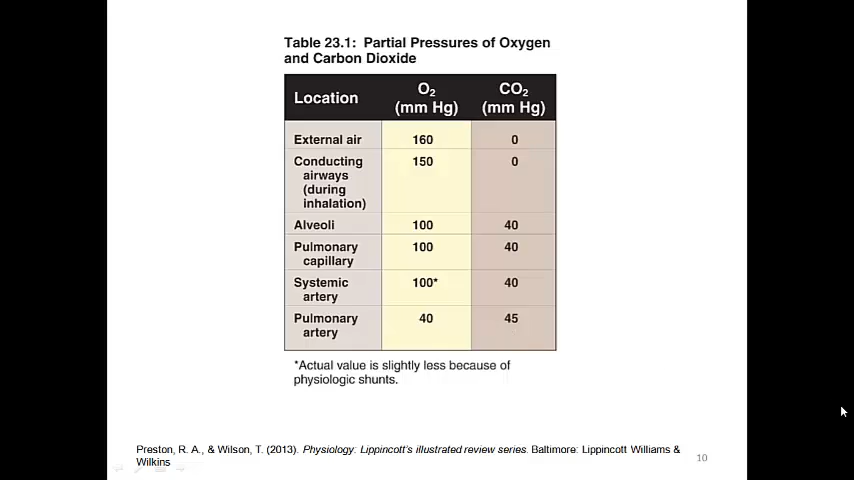 Table 23.1: Partial Pressures of Oxygen
and Carbon Dioxide
Location O₂ (mm Hg) CO₂ (mm Hg)
External air 160 0
Conducting 150 0
airways
(during
inhalation)
Alveoli 100 40
Pulmonary 100 40
capillary
Systemic 100* 40
artery
Pulmonary 40 45
artery
*Actual value is slightly less because of
physiologic shunts.
Preston, R. A., & Wilson, T. (2013). Physiology: Lippincott's illustrated review series. Baltimore: Lippincott Williams &
Wilkins
10